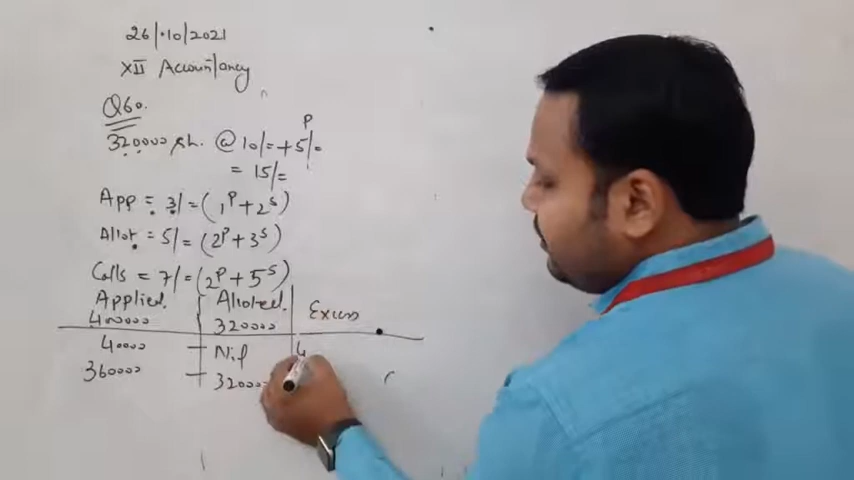 26/10/2021
XII Accountancy
Q60.
320000 sh. @ 10/= + 5/= P
= 15/=
App = 3/= (1P + 2S)
Allot = 5/= (2P + 3S)
Calls = 7/= (2P + 5S)
Applied. Allotted. Excess
400000 320000
40000 - Nil 4
360000 - 320000